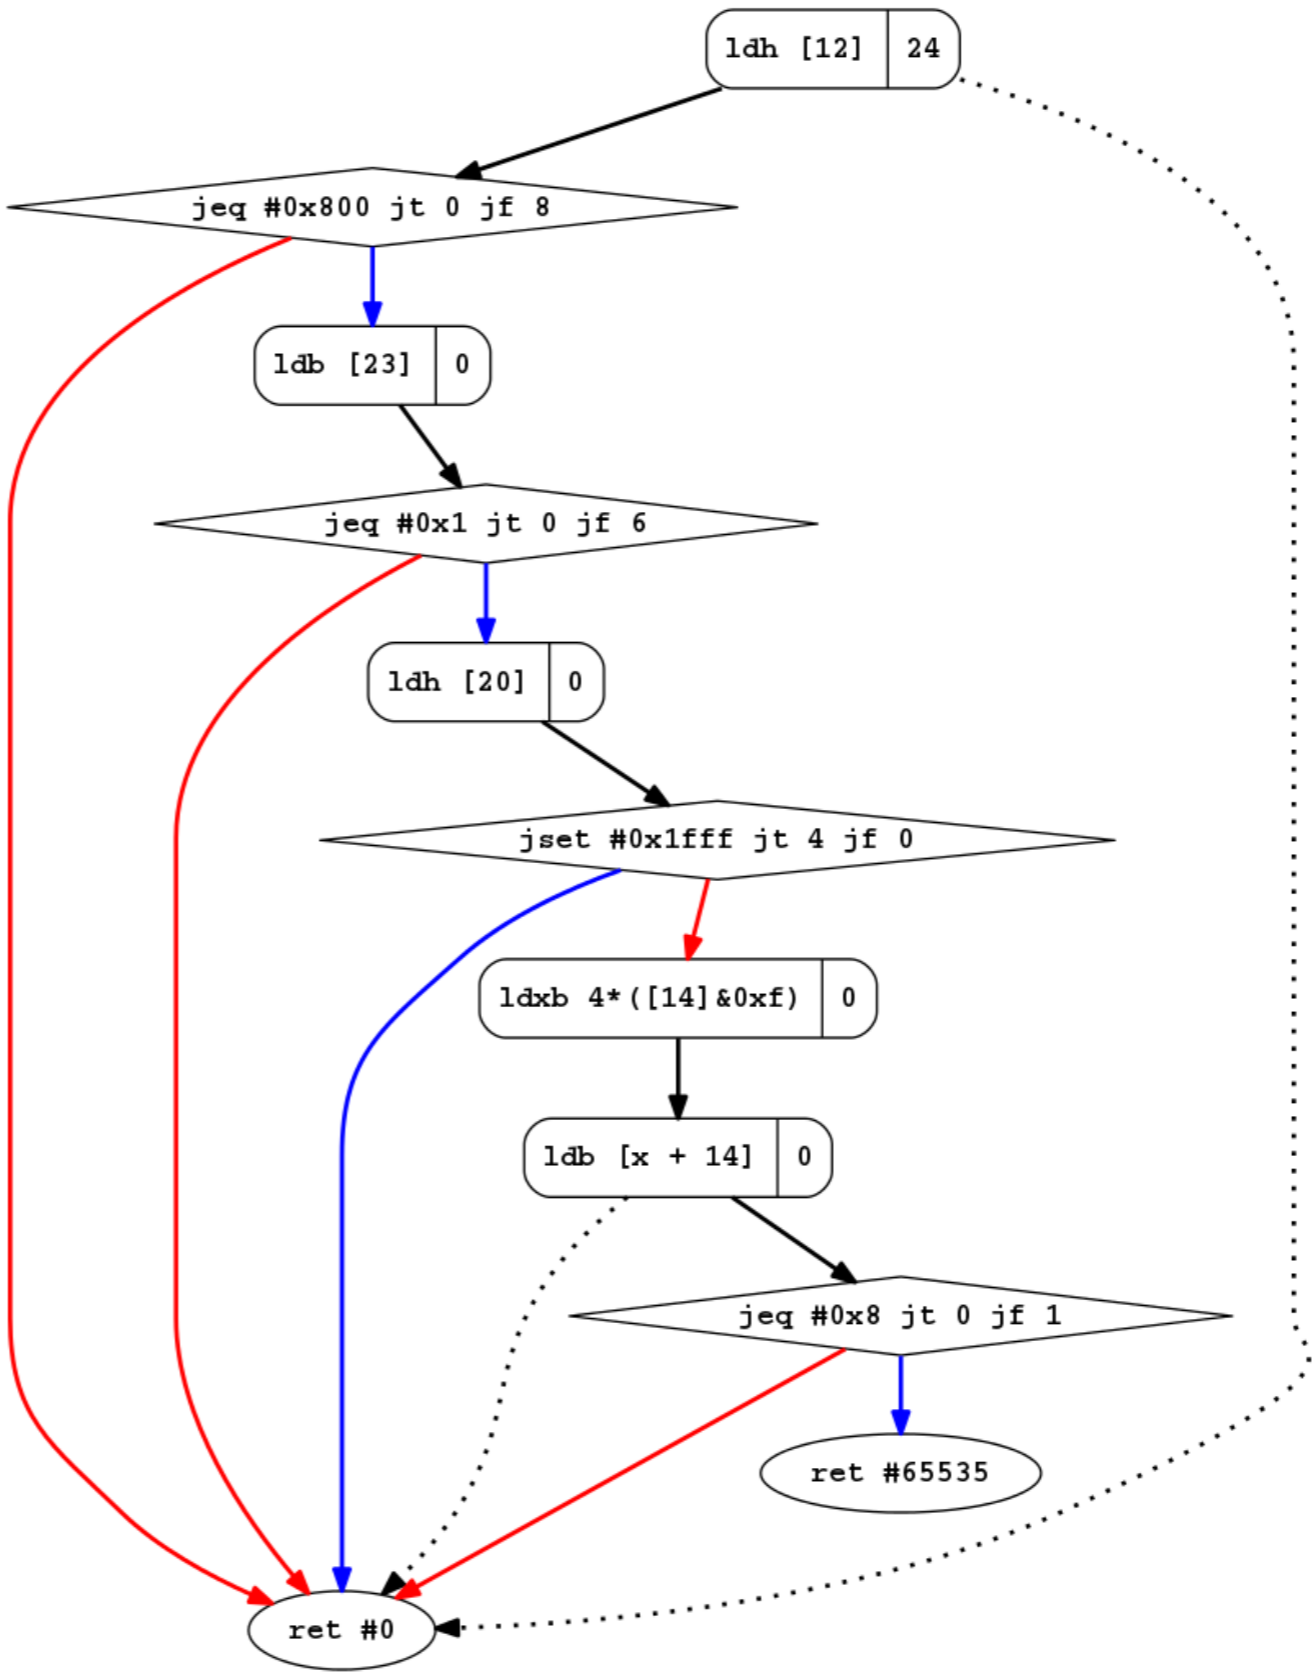 ldh [12] 24
jeq #0x800 jt 0 jf 8
ldb [23] 0
jeq #0x1 jt 0 jf 6
ldh [20] 0
jset #0x1fff jt 4 jf 0
ldxb 4*([14]&0xf) 0
ldb [x + 14] 0
jeq #0x8 jt 0 jf 1
ret #65535
ret #0